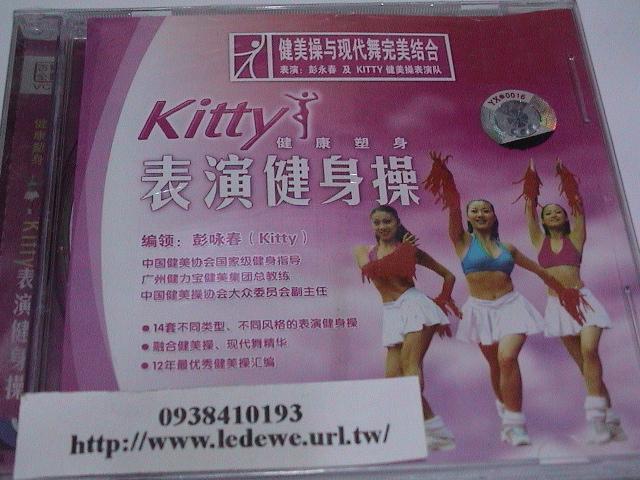 健美操与现代舞完美结合
表演：彭永春 及 KITTY 健美操表演队
YX●0016
Kitty
健康塑身
表演健身操
编领：彭咏春（Kitty）
中国健美协会国家级健身指导
广州健力宝健美集团总教练
中国健美操协会大众委员会副主任
●14套不同类型、不同风格的表演健身操
●融合健美操、现代舞精华
●12年最优秀健美操汇编
健康塑身
Kitty表演健身操
0938410193
http://www.ledewe.url.tw/